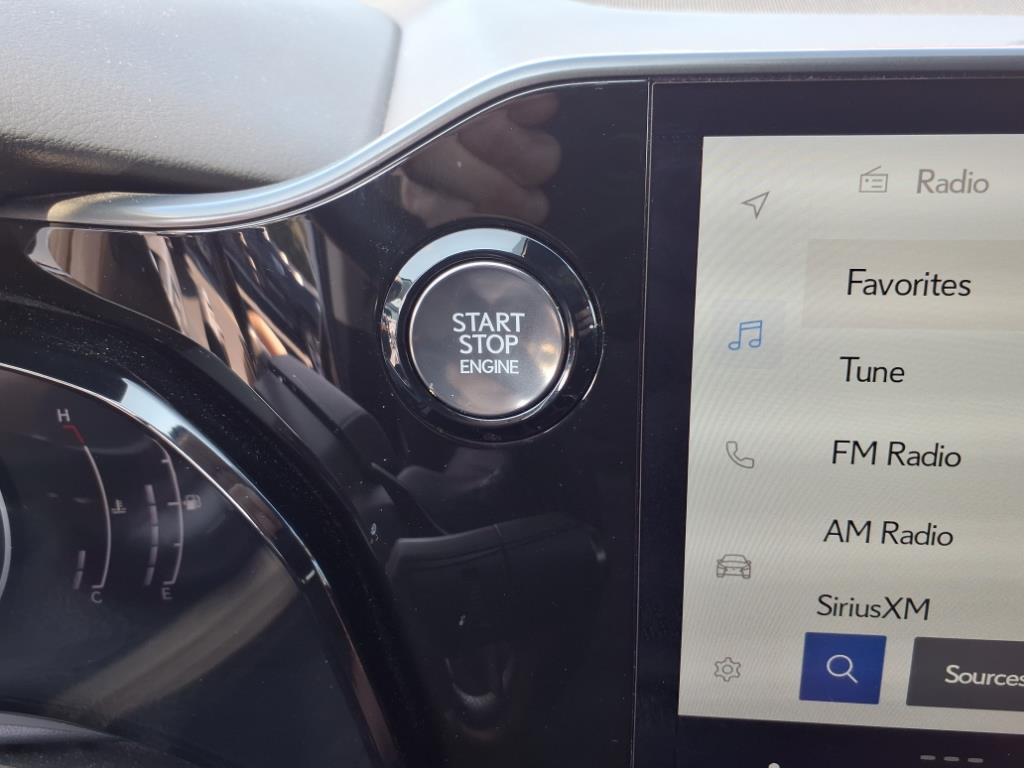 START
STOP
ENGINE
H
C
E
Radio
Favorites
Tune
FM Radio
AM Radio
SiriusXM
Sources